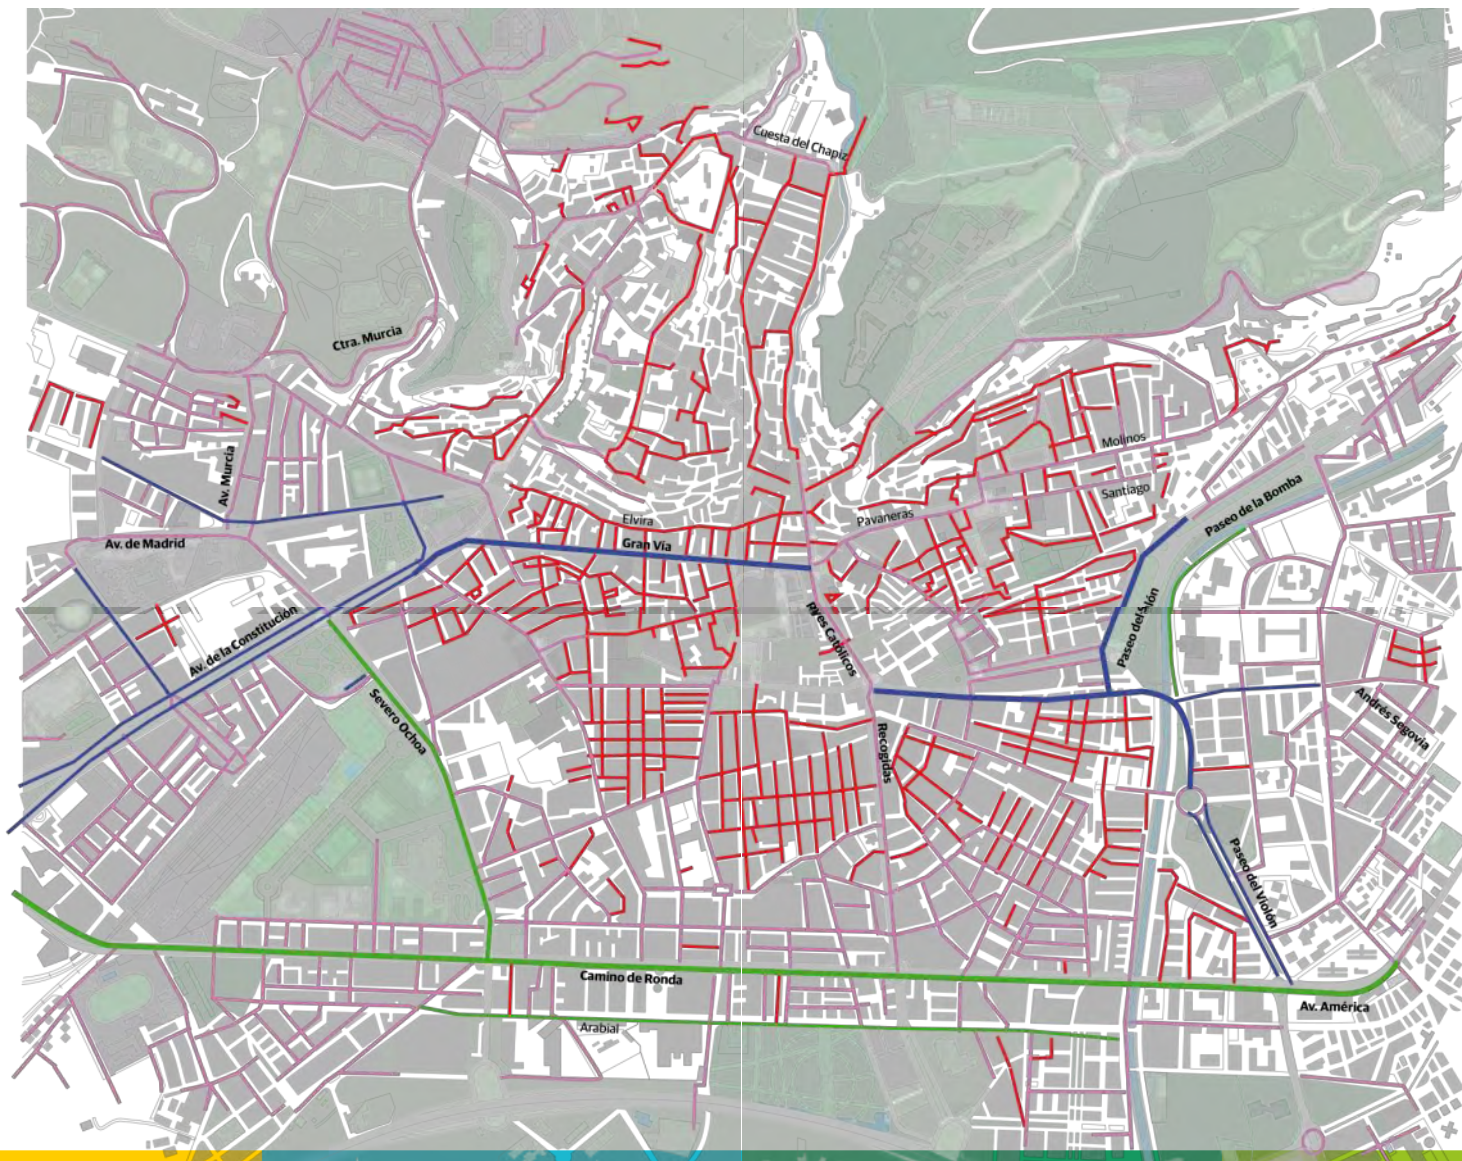 Cuesta del Chapiz
Ctra. Murcia
Molinos
Av. Murcia
Santiago
Paseo de la Bomba
Elvira
Pavaneras
Av. de Madrid
Gran Vía
Av. de la Constitución
Reyes Católicos
Paseo del Salón
Severo Ochoa
Recogidas
Andrés Segovia
Paseo del Violón
Camino de Ronda
Av. América
Arabial